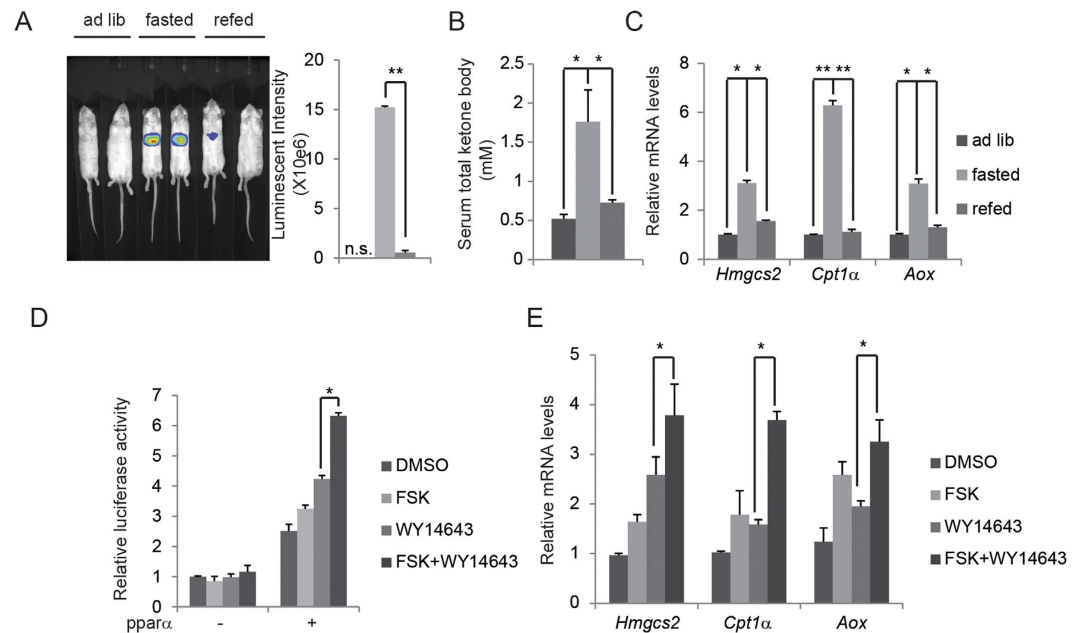 A
ad lib fasted refed
Luminescent Intensity
(X10e6)
20
15
10
5
0
n.s.
**
B
Serum total ketone body
(mM)
2.5
2
1.5
1
0.5
0
* *
C
Relative mRNA levels
8
6
4
2
0
* * ** ** * *
Hmgcs2 Cpt1α Aox
ad lib
fasted
refed
D
Relative luciferase activity
7
6
5
4
3
2
1
0
*
pparα - +
DMSO
FSK
WY14643
FSK+WY14643
E
Relative mRNA levels
5
4
3
2
1
0
* * *
Hmgcs2 Cpt1α Aox
DMSO
FSK
WY14643
FSK+WY14643